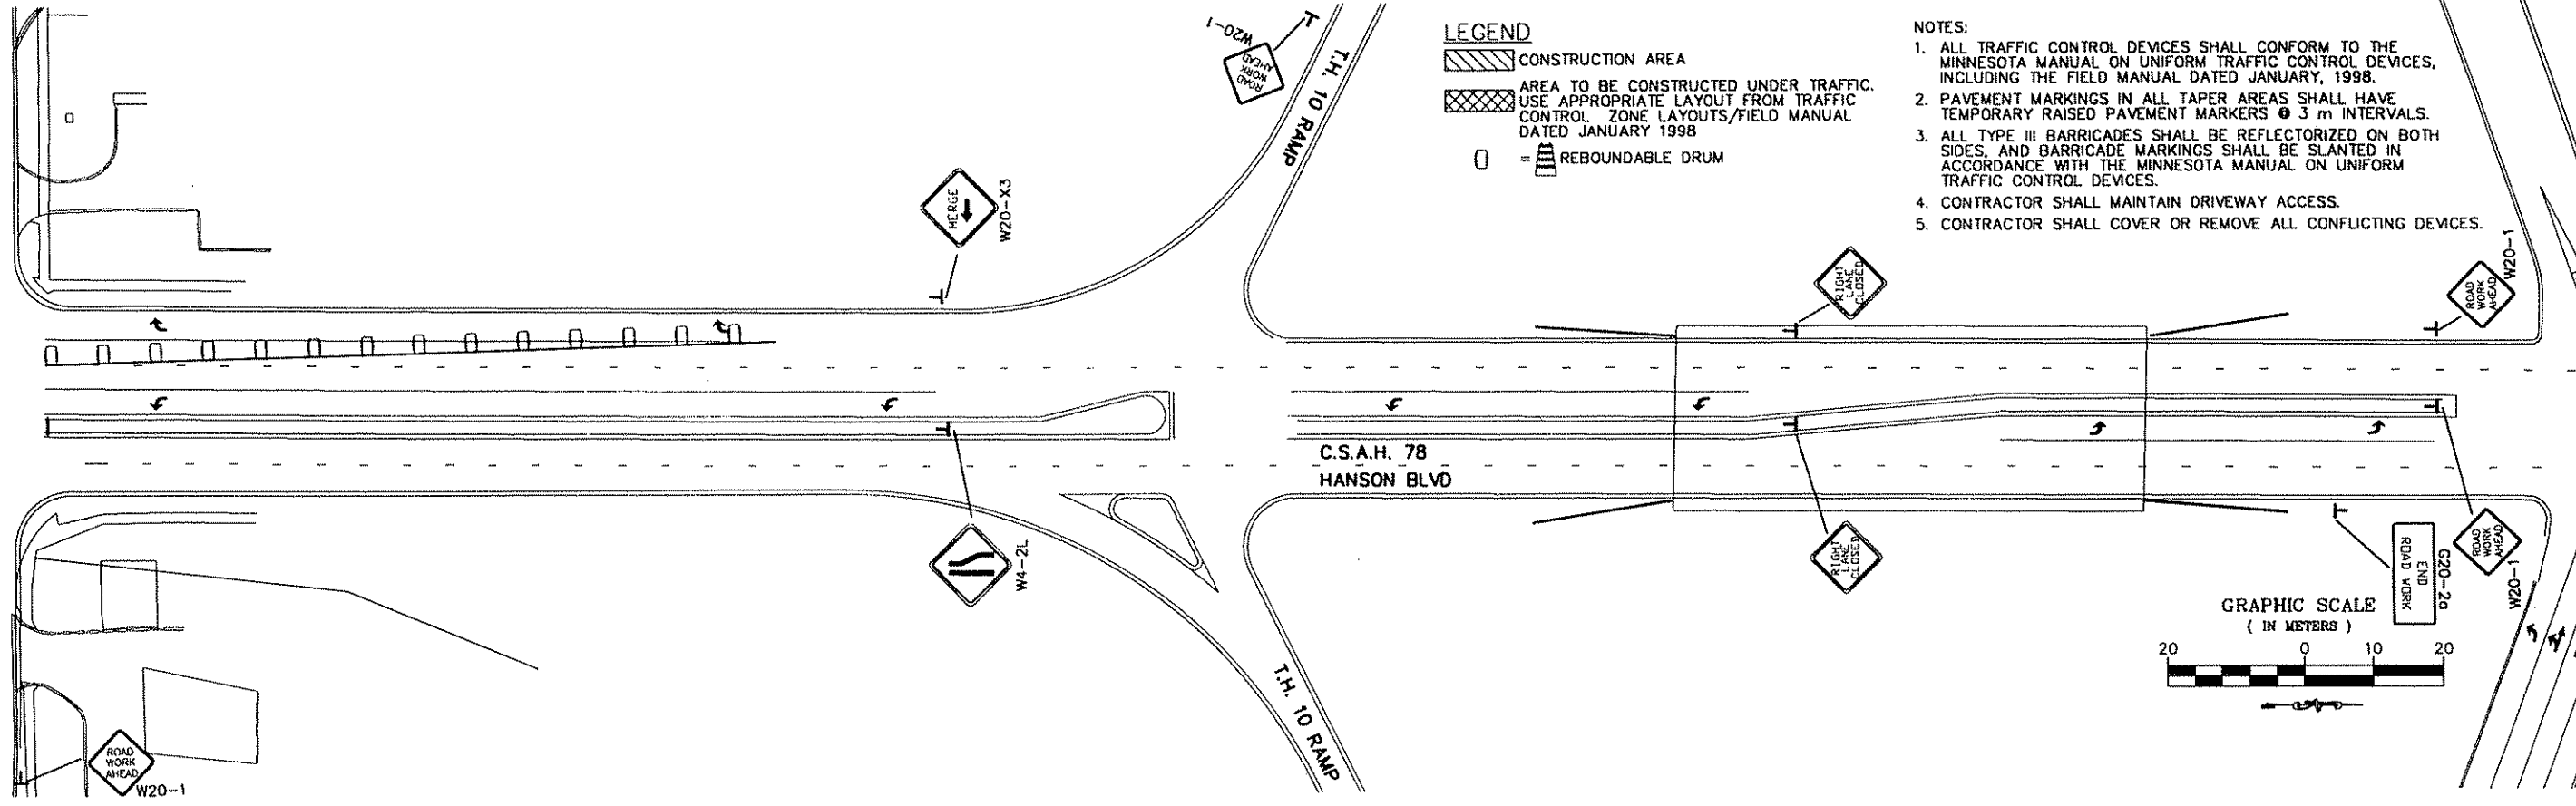 W20-1
ROAD
WORK
AHEAD
T.H. 10 RAMP
LEGEND
CONSTRUCTION AREA
AREA TO BE CONSTRUCTED UNDER TRAFFIC.
USE APPROPRIATE LAYOUT FROM TRAFFIC
CONTROL ZONE LAYOUTS/FIELD MANUAL
DATED JANUARY 1998
= REBOUNDABLE DRUM
NOTES:
1. ALL TRAFFIC CONTROL DEVICES SHALL CONFORM TO THE
MINNESOTA MANUAL ON UNIFORM TRAFFIC CONTROL DEVICES,
INCLUDING THE FIELD MANUAL DATED JANUARY, 1998.
2. PAVEMENT MARKINGS IN ALL TAPER AREAS SHALL HAVE
TEMPORARY RAISED PAVEMENT MARKERS @ 3 m INTERVALS.
3. ALL TYPE III BARRICADES SHALL BE REFLECTORIZED ON BOTH
SIDES, AND BARRICADE MARKINGS SHALL BE SLANTED IN
ACCORDANCE WITH THE MINNESOTA MANUAL ON UNIFORM
TRAFFIC CONTROL DEVICES.
4. CONTRACTOR SHALL MAINTAIN DRIVEWAY ACCESS.
5. CONTRACTOR SHALL COVER OR REMOVE ALL CONFLICTING DEVICES.
MERGE
W20-X3
RIGHT
LANE
CLOSED
ROAD
WORK
AHEAD
W20-1
C.S.A.H. 78
HANSON BLVD
W4-2L
RIGHT
LANE
CLOSED
END
ROAD WORK
G20-2a
ROAD
WORK
AHEAD
W20-1
GRAPHIC SCALE
( IN METERS )
20 0 10 20
T.H. 10 RAMP
ROAD
WORK
AHEAD
W20-1